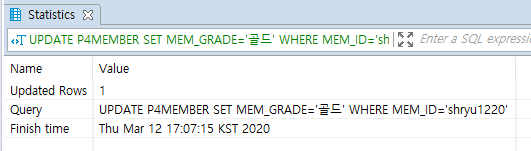 Statistics
UPDATE P4MEMBER SET MEM_GRADE='골드' WHERE MEM_ID='sh Enter a SQL expressi
Name Value
Updated Rows 1
Query UPDATE P4MEMBER SET MEM_GRADE='골드' WHERE MEM_ID='shryu1220'
Finish time Thu Mar 12 17:07:15 KST 2020